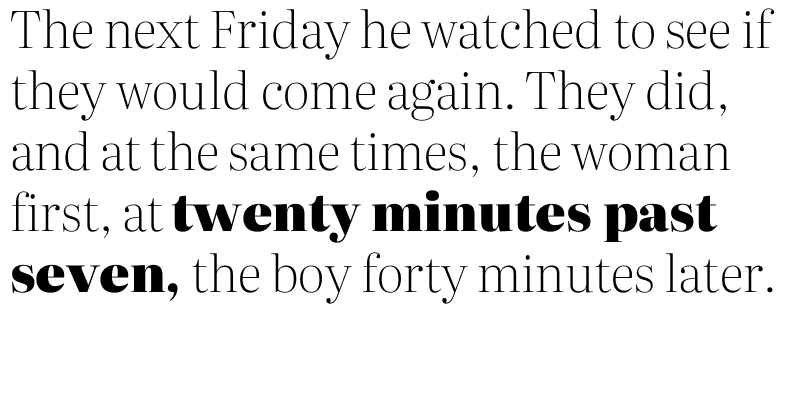 The next Friday he watched to see if
they would come again. They did,
and at the same times, the woman
first, at twenty minutes past
seven, the boy forty minutes later.